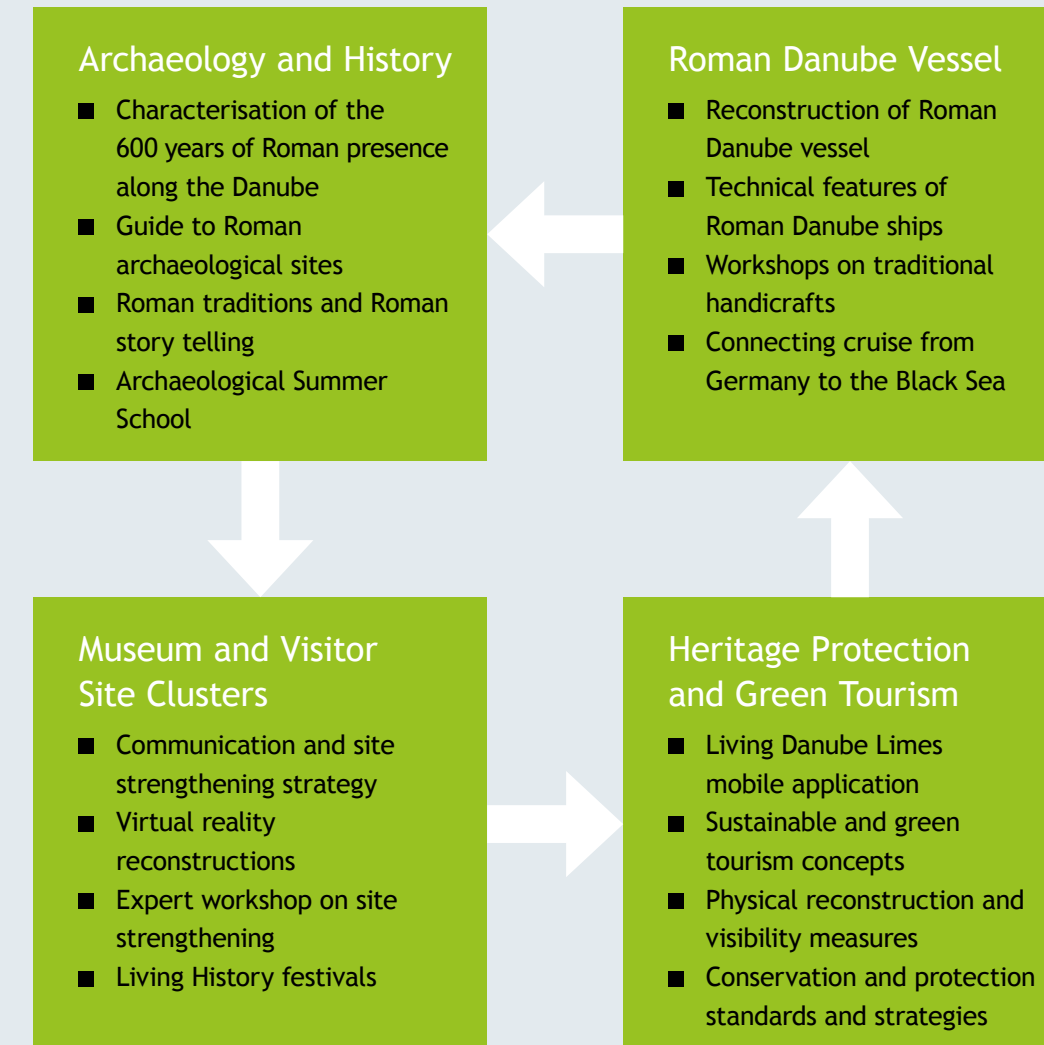 Archaeology and History
■ Characterisation of the
600 years of Roman presence
along the Danube
■ Guide to Roman
archaeological sites
■ Roman traditions and Roman
story telling
■ Archaeological Summer
School
Roman Danube Vessel
■ Reconstruction of Roman
Danube vessel
■ Technical features of
Roman Danube ships
■ Workshops on traditional
handicrafts
■ Connecting cruise from
Germany to the Black Sea
Museum and Visitor
Site Clusters
■ Communication and site
strengthening strategy
■ Virtual reality
reconstructions
■ Expert workshop on site
strengthening
■ Living History festivals
Heritage Protection
and Green Tourism
■ Living Danube Limes
mobile application
■ Sustainable and green
tourism concepts
■ Physical reconstruction and
visibility measures
■ Conservation and protection
standards and strategies